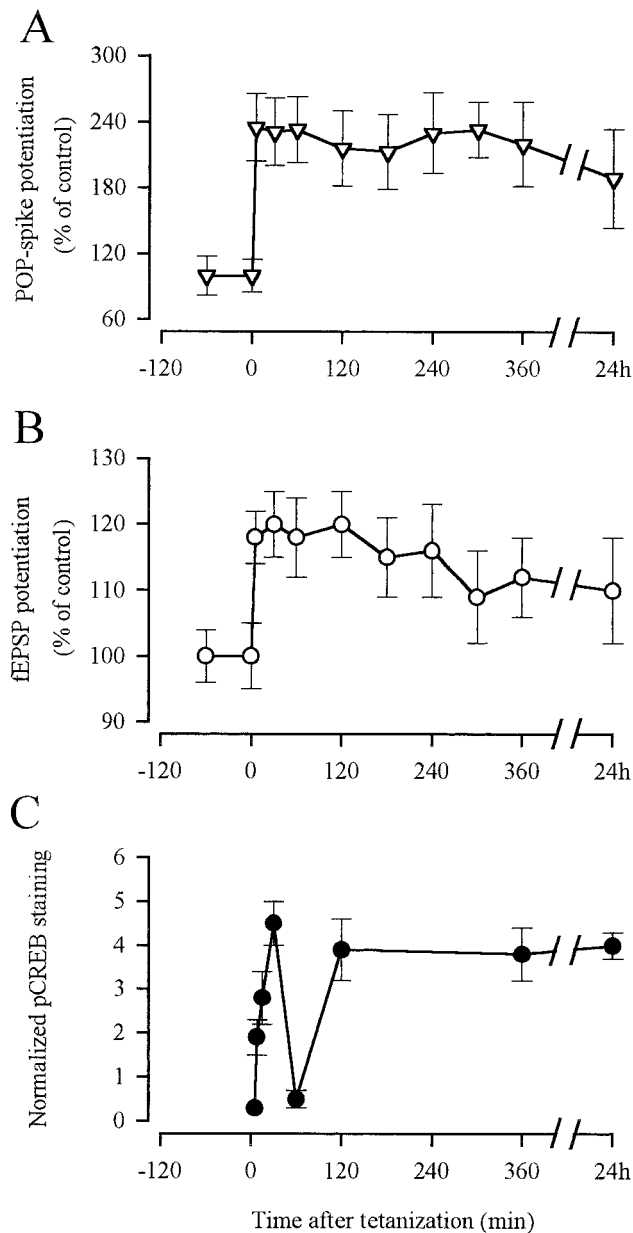 A
POP-spike potentiation
(% of control)
300
240
180
120
60
-120 0 120 240 360 24h
B
fEPSP potentiation
(% of control)
130
120
110
100
90
-120 0 120 240 360 24h
C
Normalized pCREB staining
6
5
4
3
2
1
0
-120 0 120 240 360 24h
Time after tetanization (min)